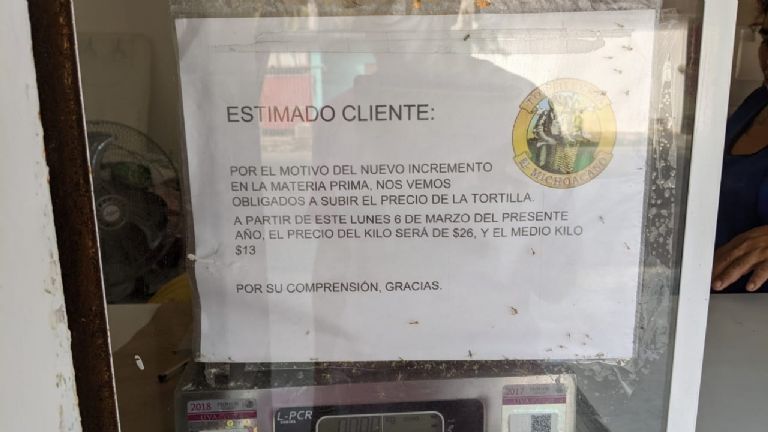 ESTIMADO CLIENTE:
POR EL MOTIVO DEL NUEVO INCREMENTO
EN LA MATERIA PRIMA, NOS VEMOS
OBLIGADOS A SUBIR EL PRECIO DE LA TORTILLA.
A PARTIR DE ESTE LUNES 6 DE MARZO DEL PRESENTE
AÑO, EL PRECIO DEL KILO SERÁ DE $26, Y EL MEDIO KILO
$13
POR SU COMPRENSIÓN, GRACIAS.
EL MICHOACANO
2018
L-PCR
2017